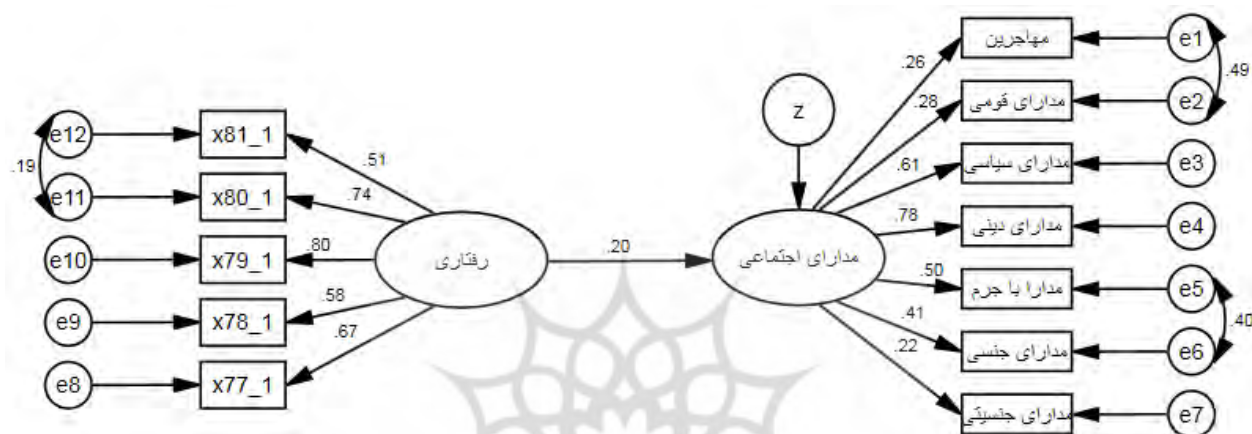 e12
x81_1
.51
.19
e11
x80_1
.74
e10
x79_1
.80
e9
x78_1
.58
e8
x77_1
.67
رفتاری
.20
z
مدارای اجتماعی
.26
مهاجرین
e1
.49
.28
مدارای قومی
e2
.61
مدارای سیاسی
e3
.78
مدارای دینی
e4
.50
مدارا با جرم
e5
.40
.41
مدارای جنسی
e6
.22
مدارای جنسیتی
e7